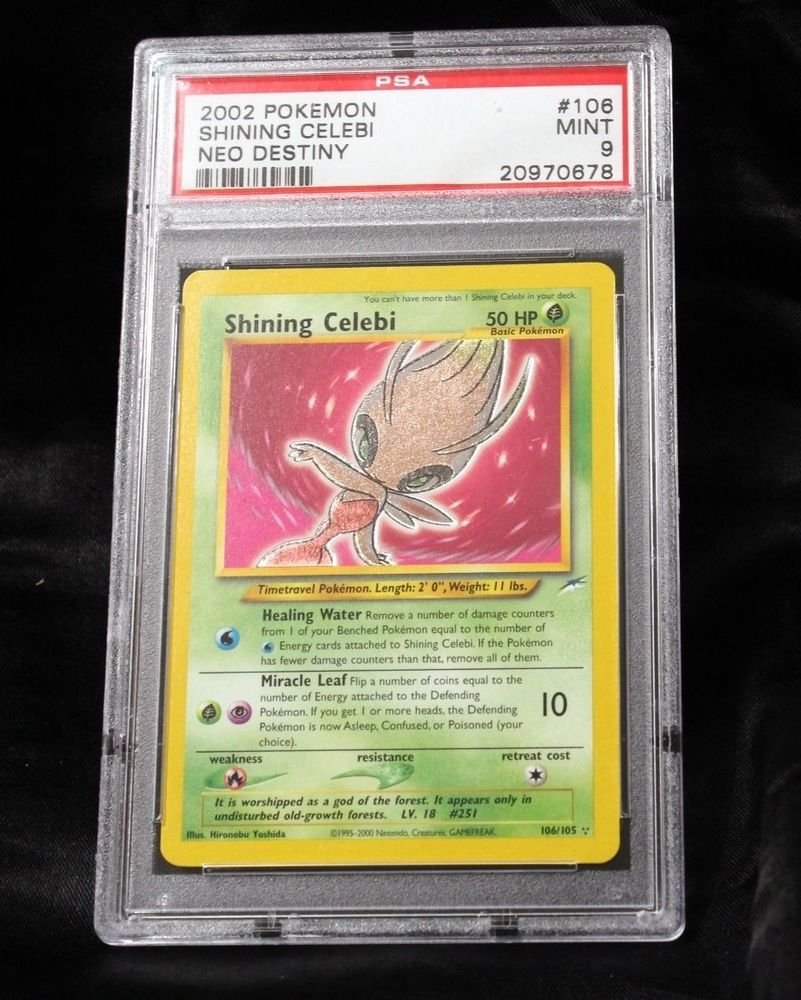 PSA
2002 POKEMON #106
SHINING CELEBI MINT
NEO DESTINY 9
20970678
You can't have more than 1 Shining Celebi in your deck.
Shining Celebi 50 HP
Basic Pokémon
Timetravel Pokémon. Length: 2' 0", Weight: 11 lbs.
Healing Water Remove a number of damage counters
from 1 of your Benched Pokémon equal to the number of
Energy cards attached to Shining Celebi. If the Pokémon
has fewer damage counters than that, remove all of them.
Miracle Leaf Flip a number of coins equal to the
number of Energy attached to the Defending
Pokémon. If you get 1 or more heads, the Defending 10
Pokémon is now Asleep, Confused, or Poisoned (your
choice).
weakness resistance retreat cost
It is worshipped as a god of the forest. It appears only in
undisturbed old-growth forests. LV. 18 #251
Illus. Hironobu Yoshida ©1995-2000 Nintendo, Creatures, GAMEFREAK. 106/105